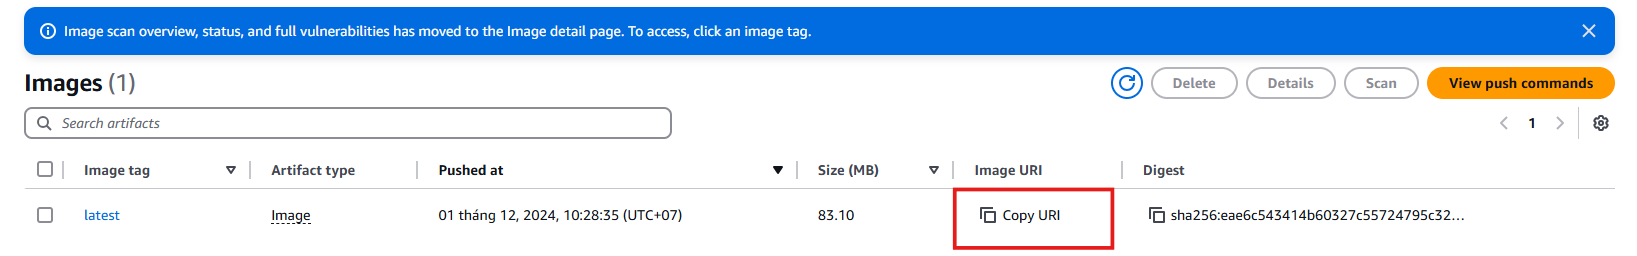 Image scan overview, status, and full vulnerabilities has moved to the Image detail page. To access, click an image tag.
Images (1)
Delete
Details
Scan
View push commands
Search artifacts
1
Image tag
Artifact type
Pushed at
Size (MB)
Image URI
Digest
latest
Image
01 tháng 12, 2024, 10:28:35 (UTC+07)
83.10
Copy URI
sha256:eae6c543414b60327c55724795c32...